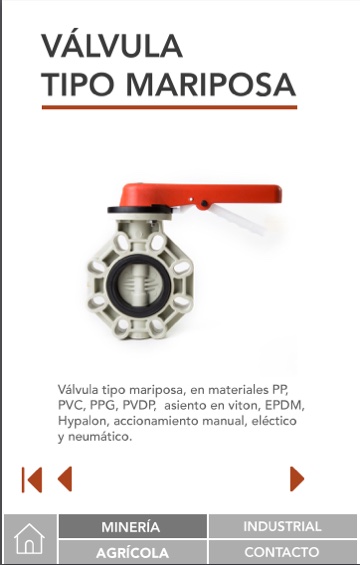 VÁLVULA
TIPO MARIPOSA
Válvula tipo mariposa, en materiales PP,
PVC, PPG, PVDP,  asiento en viton, EPDM,
Hypalon, accionamiento manual, eléctico
y neumático.
MINERÍA
INDUSTRIAL
AGRÍCOLA
CONTACTO